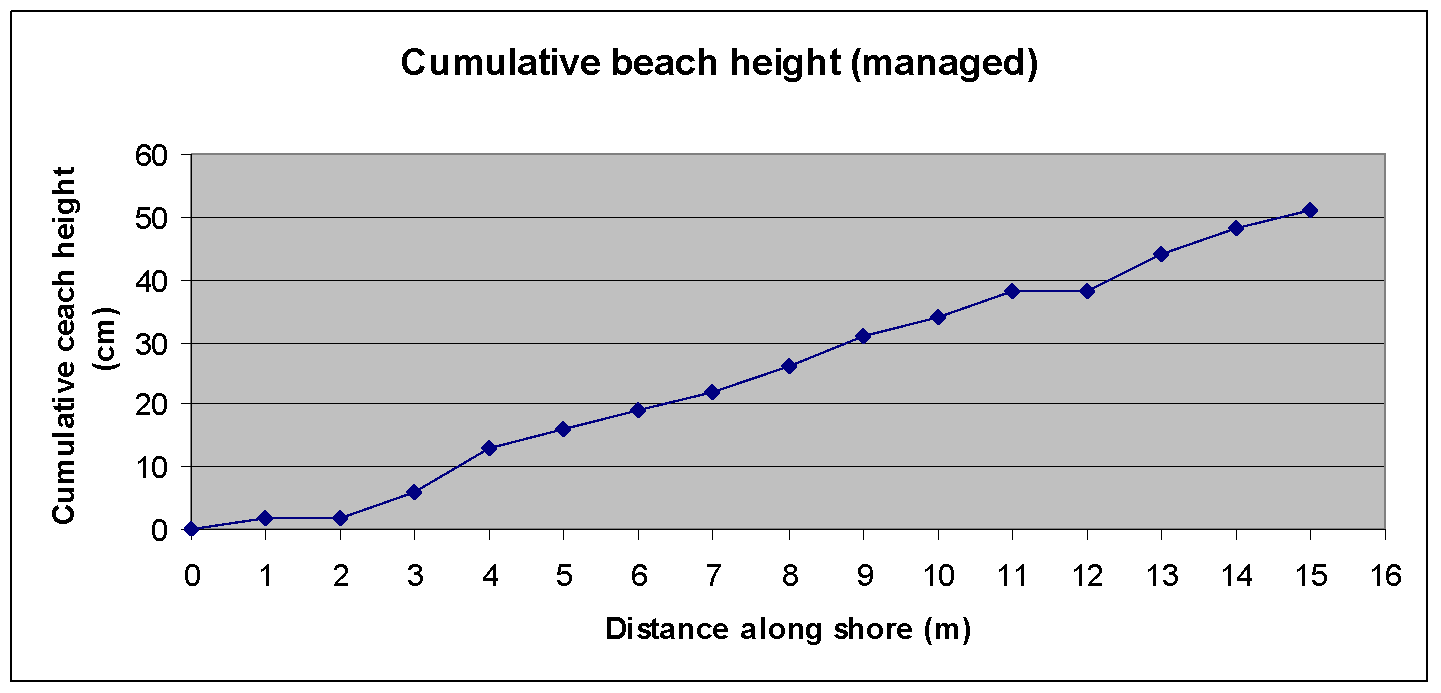 Cumulative beach height (managed)
Cumulative ceach height
(cm)
60
50
40
30
20
10
0
0 1 2 3 4 5 6 7 8 9 10 11 12 13 14 15 16
Distance along shore (m)